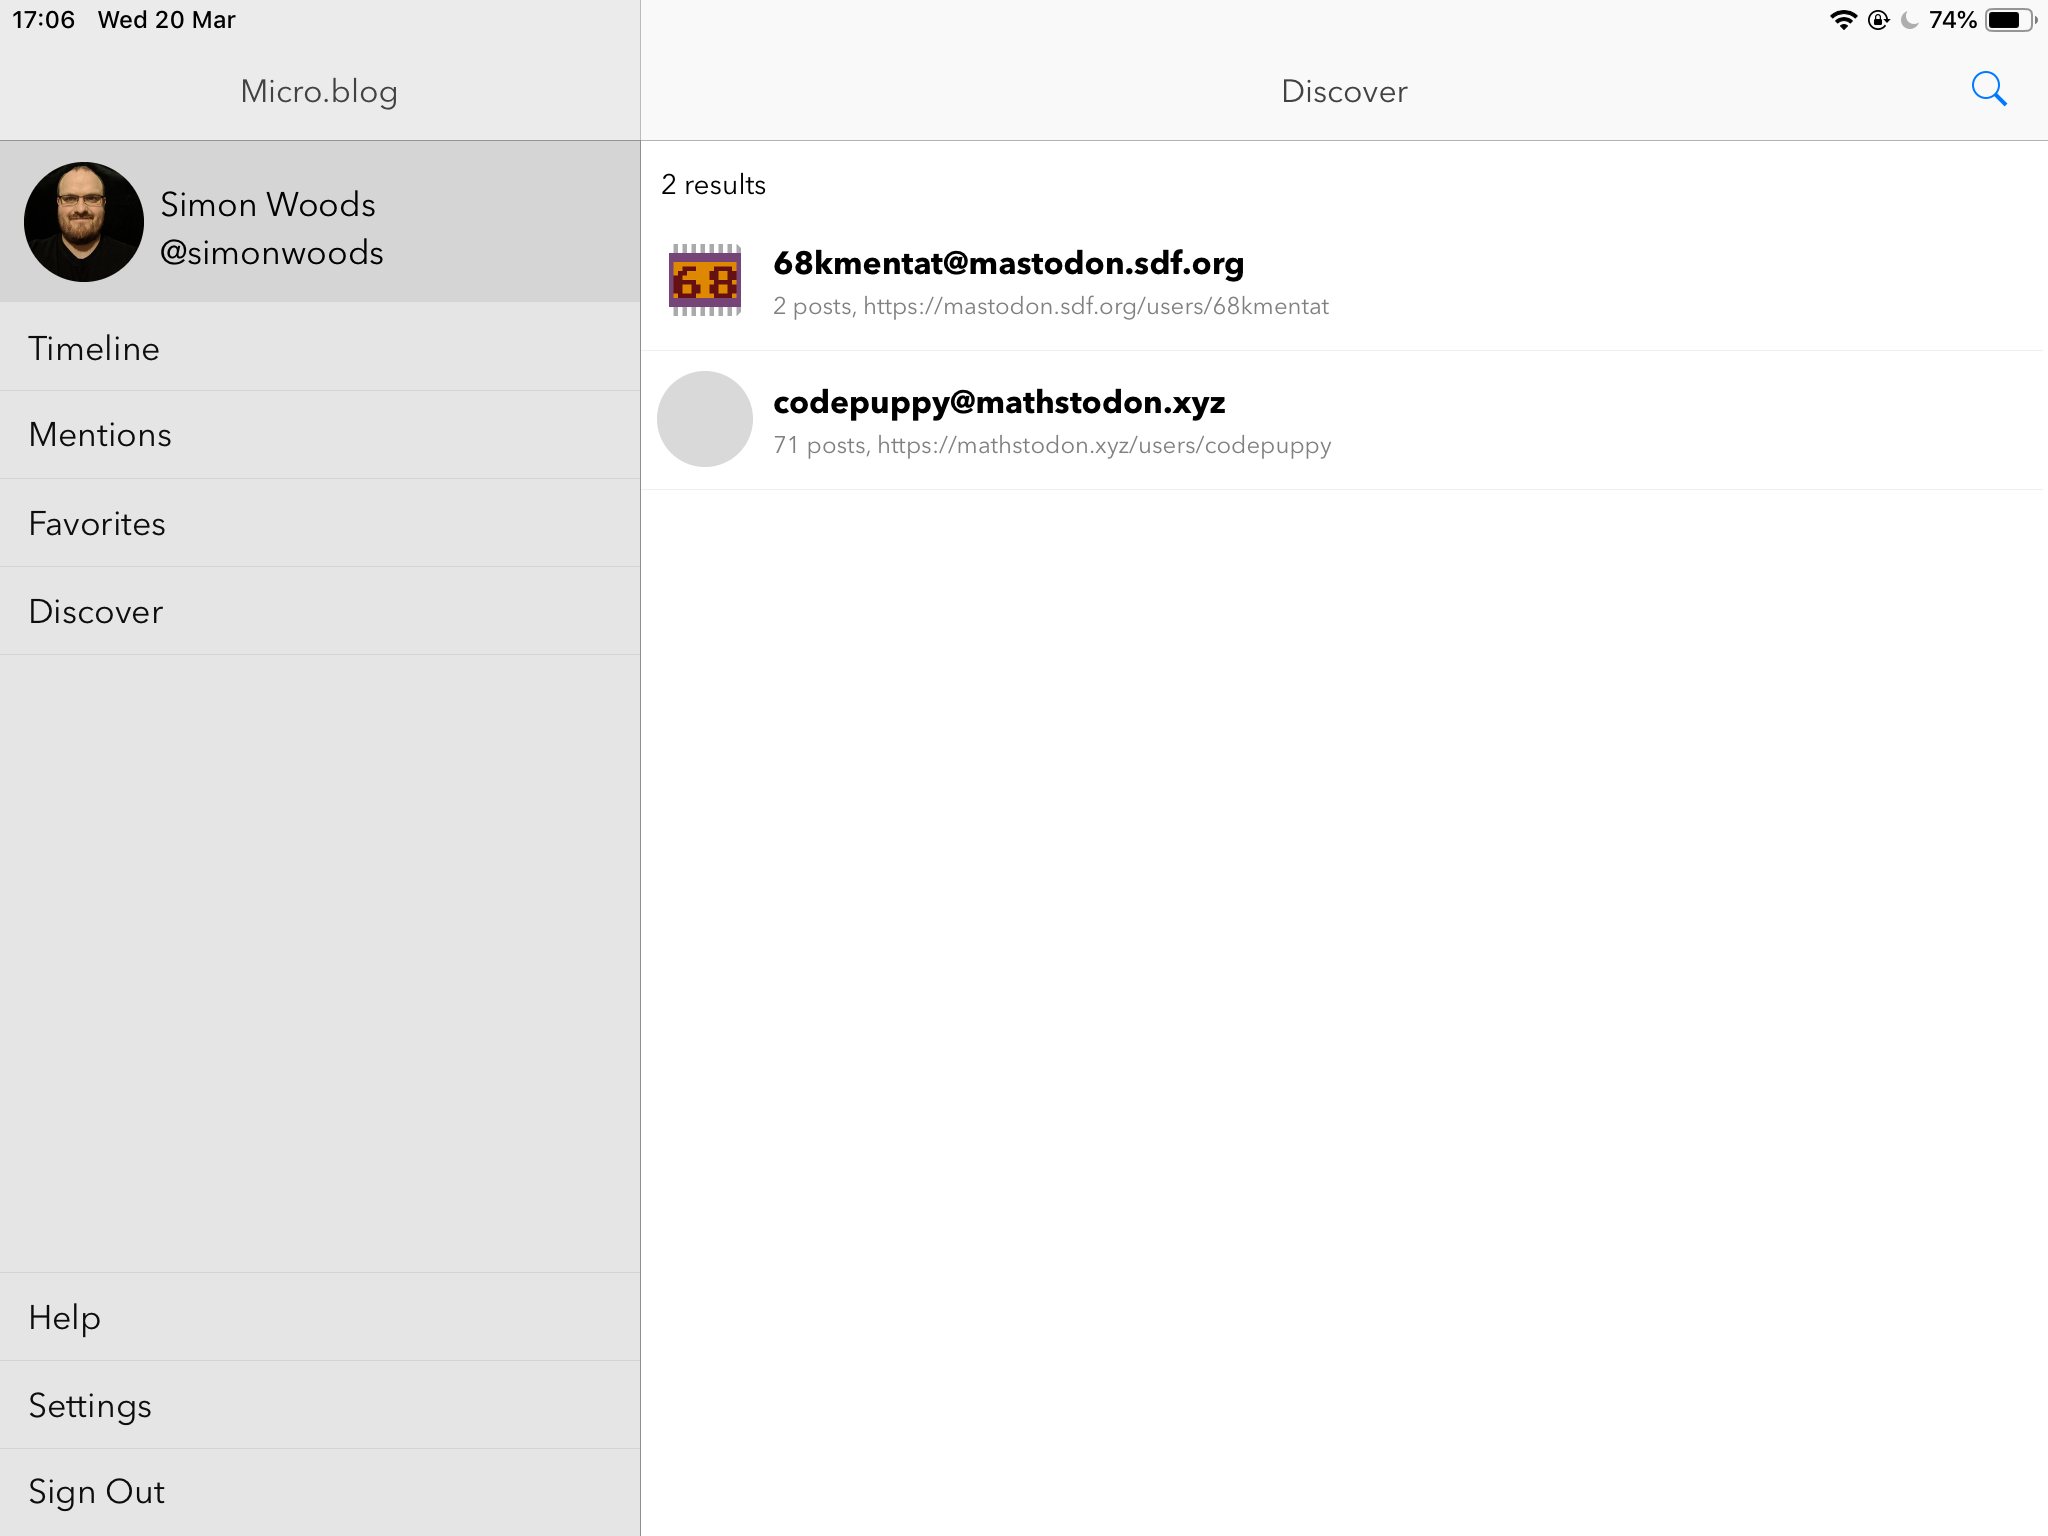 17:06 Wed 20 Mar
74%
Micro.blog
Discover
Simon Woods
@simonwoods
Timeline
Mentions
Favorites
Discover
Help
Settings
Sign Out
2 results
68
68kmentat@mastodon.sdf.org
2 posts, https://mastodon.sdf.org/users/68kmentat
codepuppy@mathstodon.xyz
71 posts, https://mathstodon.xyz/users/codepuppy